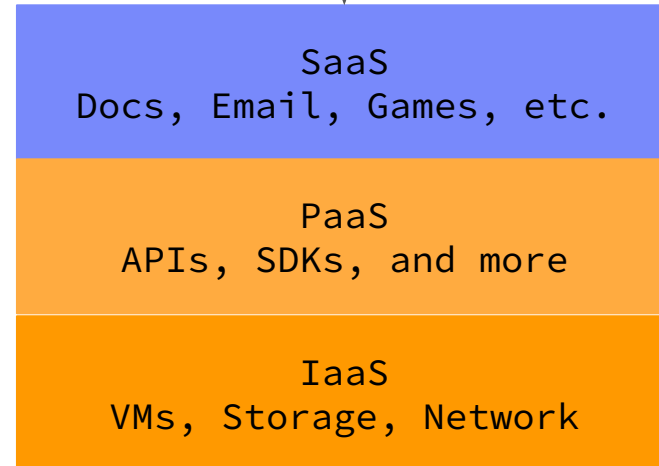 SaaS
Docs, Email, Games, etc.
PaaS
APIs, SDKs, and more
IaaS
VMs, Storage, Network